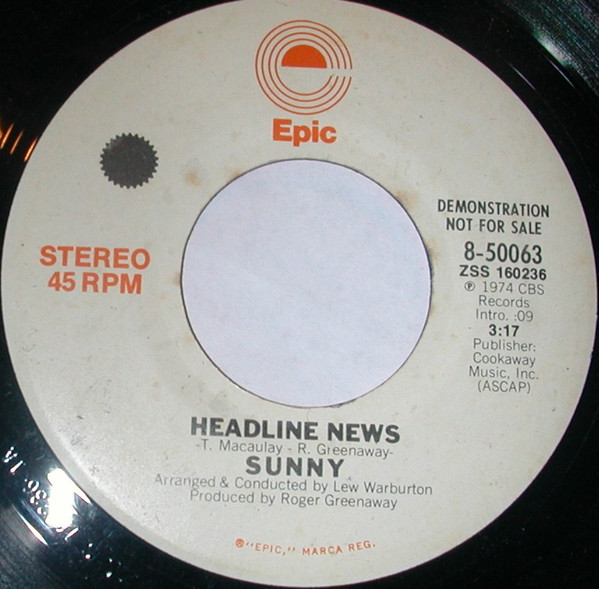 Epic
STEREO
45 RPM
DEMONSTRATION
NOT FOR SALE
8-50063
ZSS 160236
℗ 1974 CBS
Records
Intro. :09
3:17
Publisher:
Cookaway
Music, Inc.
(ASCAP)
HEADLINE NEWS
-T. Macaulay - R. Greenaway-
SUNNY
Arranged & Conducted by Lew Warburton
Produced by Roger Greenaway
®"EPIC," MARCA REG.